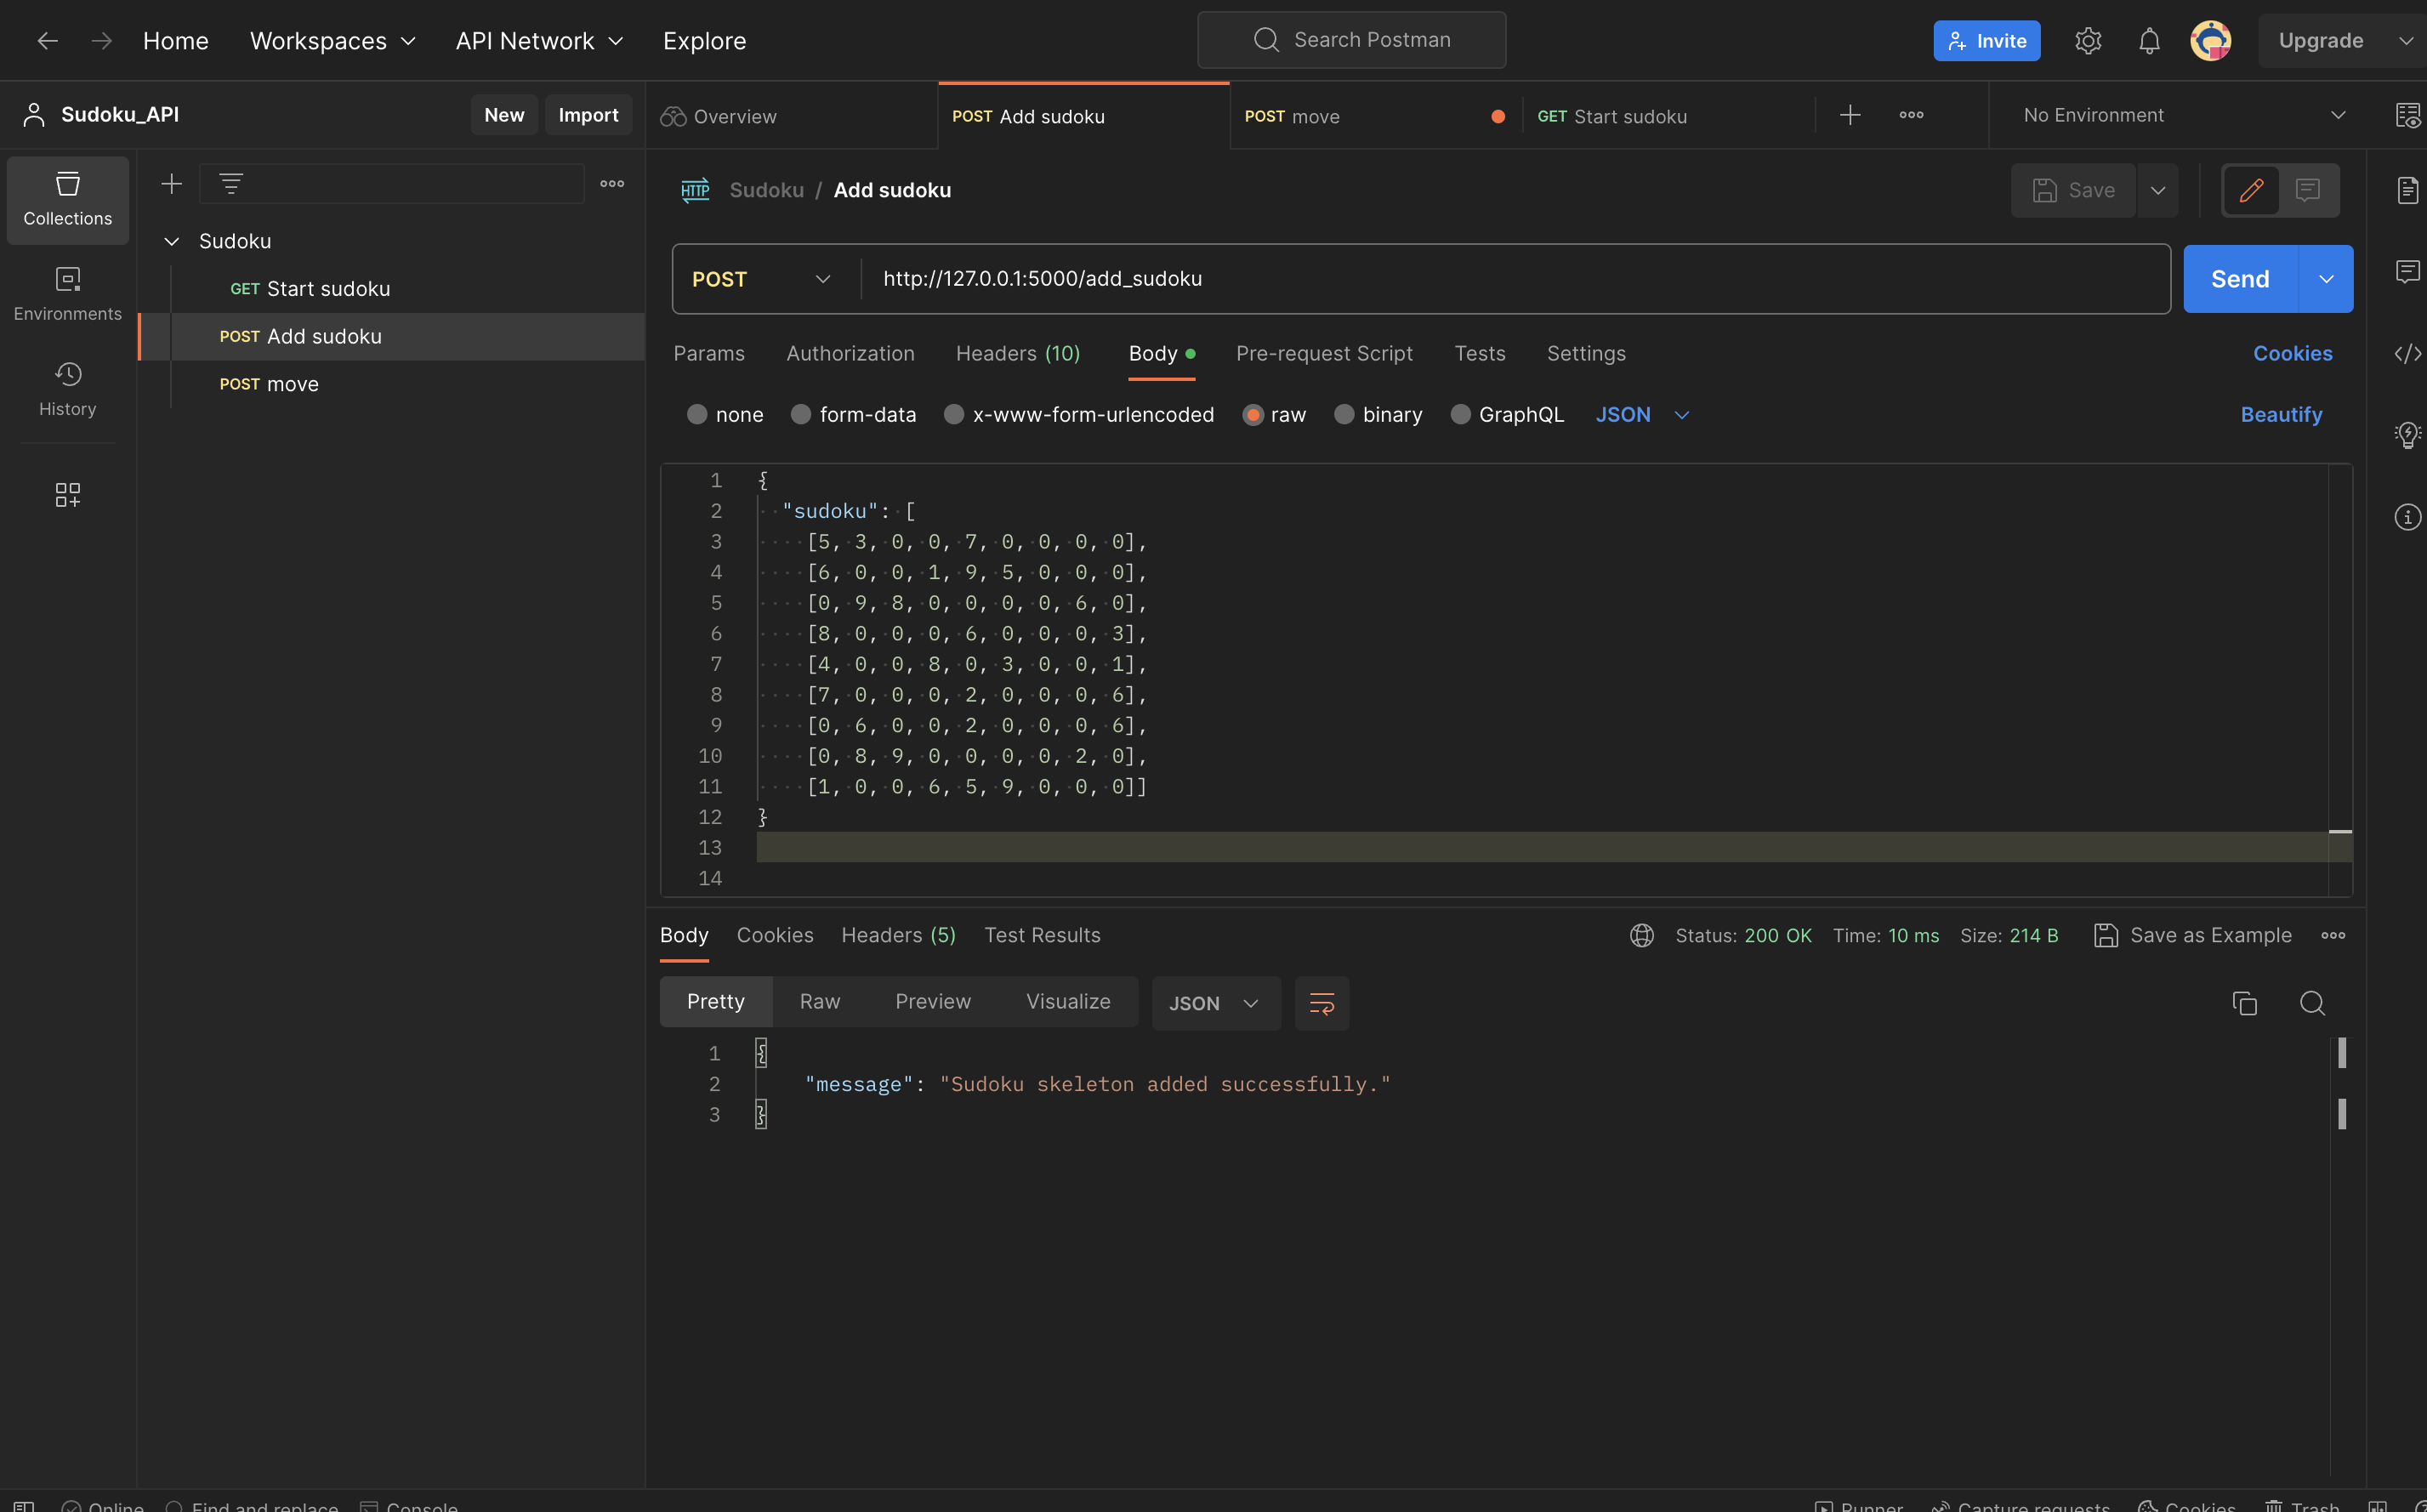 Home Workspaces API Network Explore Search Postman Invite Upgrade
Sudoku_API New Import Overview POST Add sudoku POST move GET Start sudoku No Environment
Collections
Environments
History
Sudoku
GET Start sudoku
POST Add sudoku
POST move
HTTP Sudoku / Add sudoku Save
POST http://127.0.0.1:5000/add_sudoku Send
Params Authorization Headers (10) Body Pre-request Script Tests Settings Cookies
none form-data x-www-form-urlencoded raw binary GraphQL JSON Beautify
1 {
2 "sudoku": [
3 [5, 3, 0, 0, 7, 0, 0, 0, 0],
4 [6, 0, 0, 1, 9, 5, 0, 0, 0],
5 [0, 9, 8, 0, 0, 0, 0, 6, 0],
6 [8, 0, 0, 0, 6, 0, 0, 0, 3],
7 [4, 0, 0, 8, 0, 3, 0, 0, 1],
8 [7, 0, 0, 0, 2, 0, 0, 0, 6],
9 [0, 6, 0, 0, 2, 0, 0, 0, 6],
10 [0, 8, 9, 0, 0, 0, 0, 2, 0],
11 [1, 0, 0, 6, 5, 9, 0, 0, 0]]
12 }
13
14
Body Cookies Headers (5) Test Results Status: 200 OK Time: 10 ms Size: 214 B Save as Example
Pretty Raw Preview Visualize JSON
1 {
2 "message": "Sudoku skeleton added successfully."
3 }
Online Find and replace Console Runner Capture requests Cookies Trash